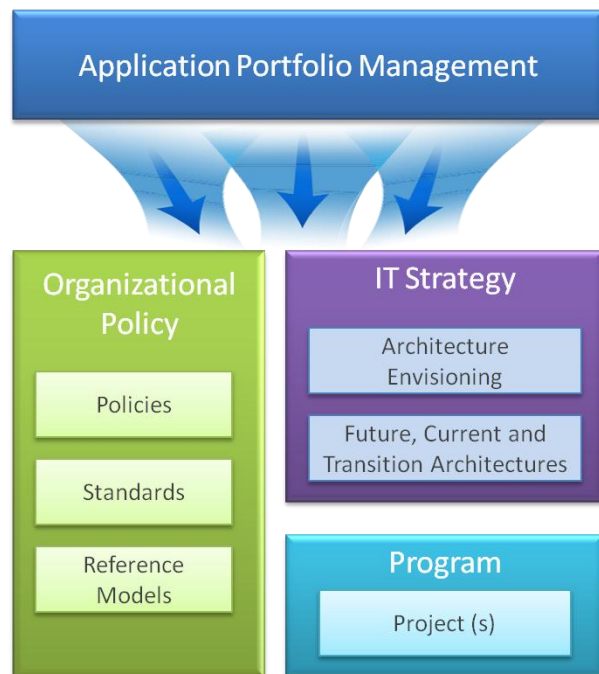 Application Portfolio Management
Organizational
Policy
Policies
Standards
Reference
Models
IT Strategy
Architecture
Envisioning
Future, Current and
Transition Architectures
Program
Project (s)